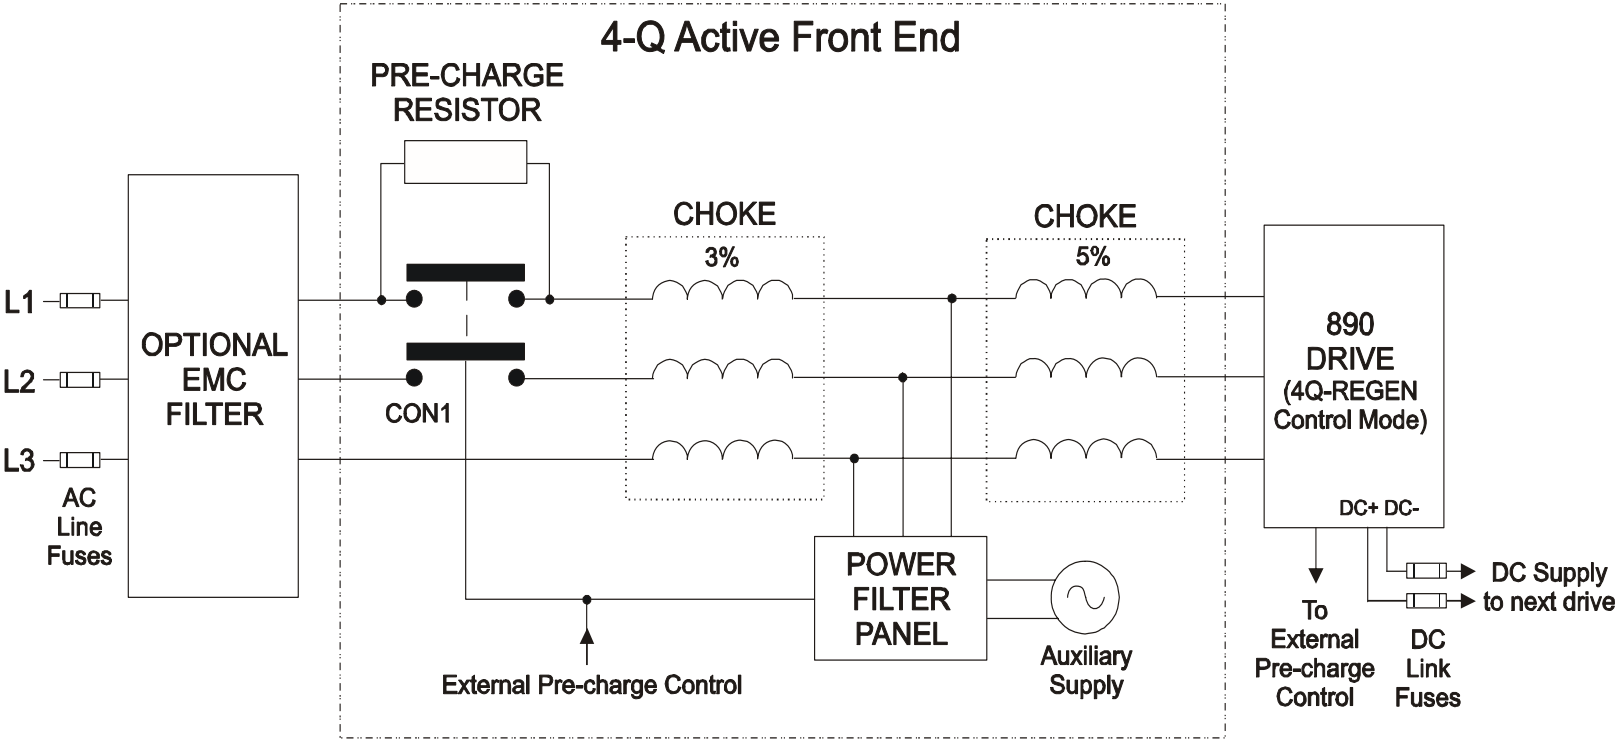 4-Q Active Front End
PRE-CHARGE
RESISTOR
CHOKE
3%
CHOKE
5%
L1
L2
L3
AC
Line
Fuses
OPTIONAL
EMC
FILTER
CON1
890
DRIVE
(4Q-REGEN
Control Mode)
DC+ DC-
POWER
FILTER
PANEL
Auxiliary
Supply
External Pre-charge Control
To
External
Pre-charge
Control
DC Supply
to next drive
DC
Link
Fuses